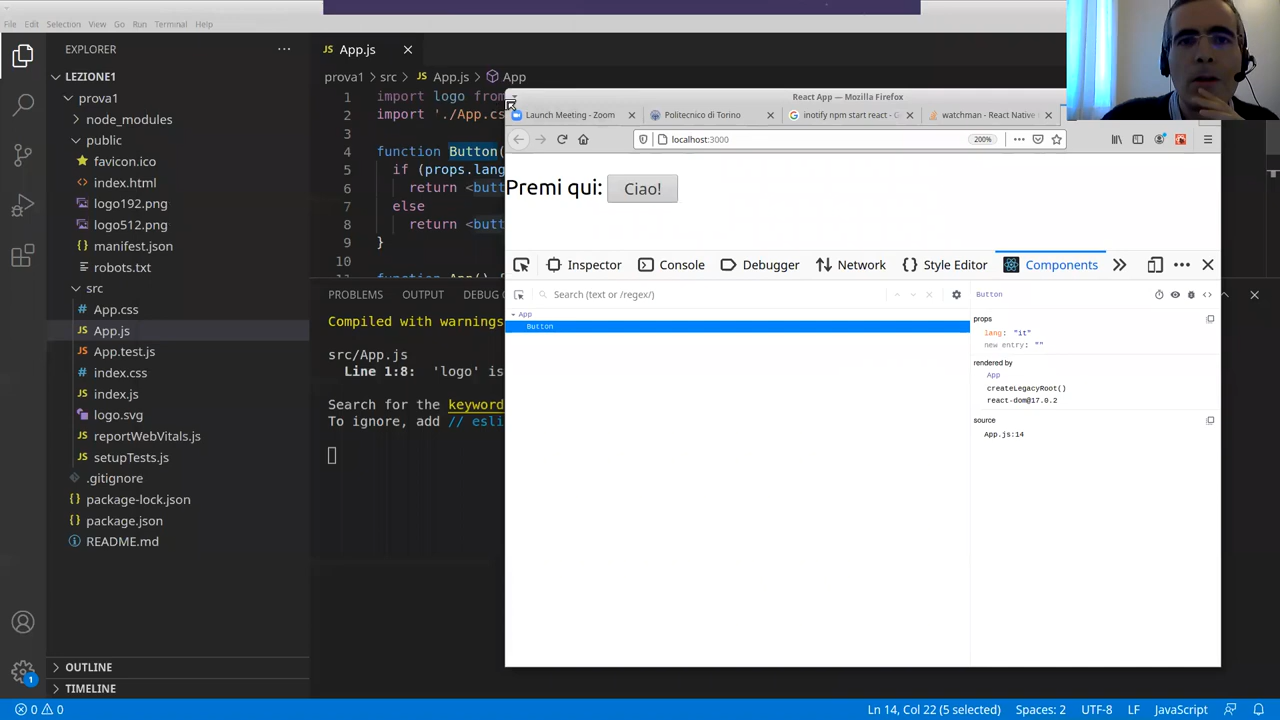 File Edit Selection View Go Run Terminal Help
EXPLORER
LEZIONE1
prova1
node_modules
public
favicon.ico
index.html
logo192.png
logo512.png
manifest.json
robots.txt
src
App.css
App.js
App.test.js
index.css
index.js
logo.svg
reportWebVitals.js
setupTests.js
.gitignore
package-lock.json
package.json
README.md
OUTLINE
TIMELINE
JS App.js
prova1 > src > JS App.js > App
1 import logo from
2 import './App.cs
3
4 function Button(
5 if (props.lang
6 return <butt
7 else
8 return <butt
9 }
10
PROBLEMS OUTPUT DEBUG
Compiled with warnings
src/App.js
Line 1:8: 'logo' is
Search for the keyword
To ignore, add // esli
React App — Mozilla Firefox
Launch Meeting - Zoom
Politecnico di Torino
inotify npm start react - G
watchman - React Native
localhost:3000
200%
Premi qui: Ciao!
Inspector Console Debugger Network Style Editor Components
Search (text or /regex/)
App
Button
Button
props
lang: "it"
new entry: ""
rendered by
App
createLegacyRoot()
react-dom@17.0.2
source
App.js:14
1
0 0
Ln 14, Col 22 (5 selected) Spaces: 2 UTF-8 LF JavaScript